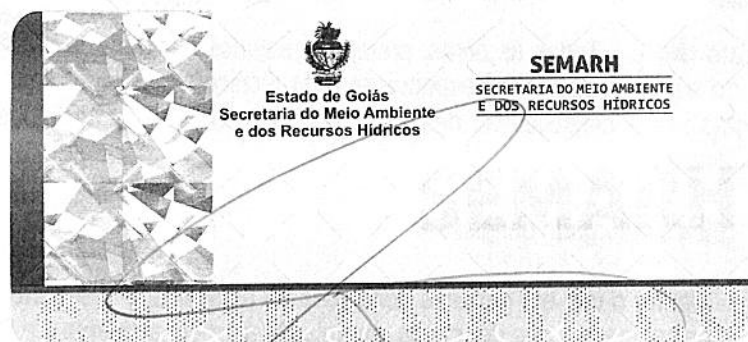 Estado de Goiás
Secretaria do Meio Ambiente
e dos Recursos Hídricos
SEMARH
SECRETARIA DO MEIO AMBIENTE
E DOS RECURSOS HÍDRICOS